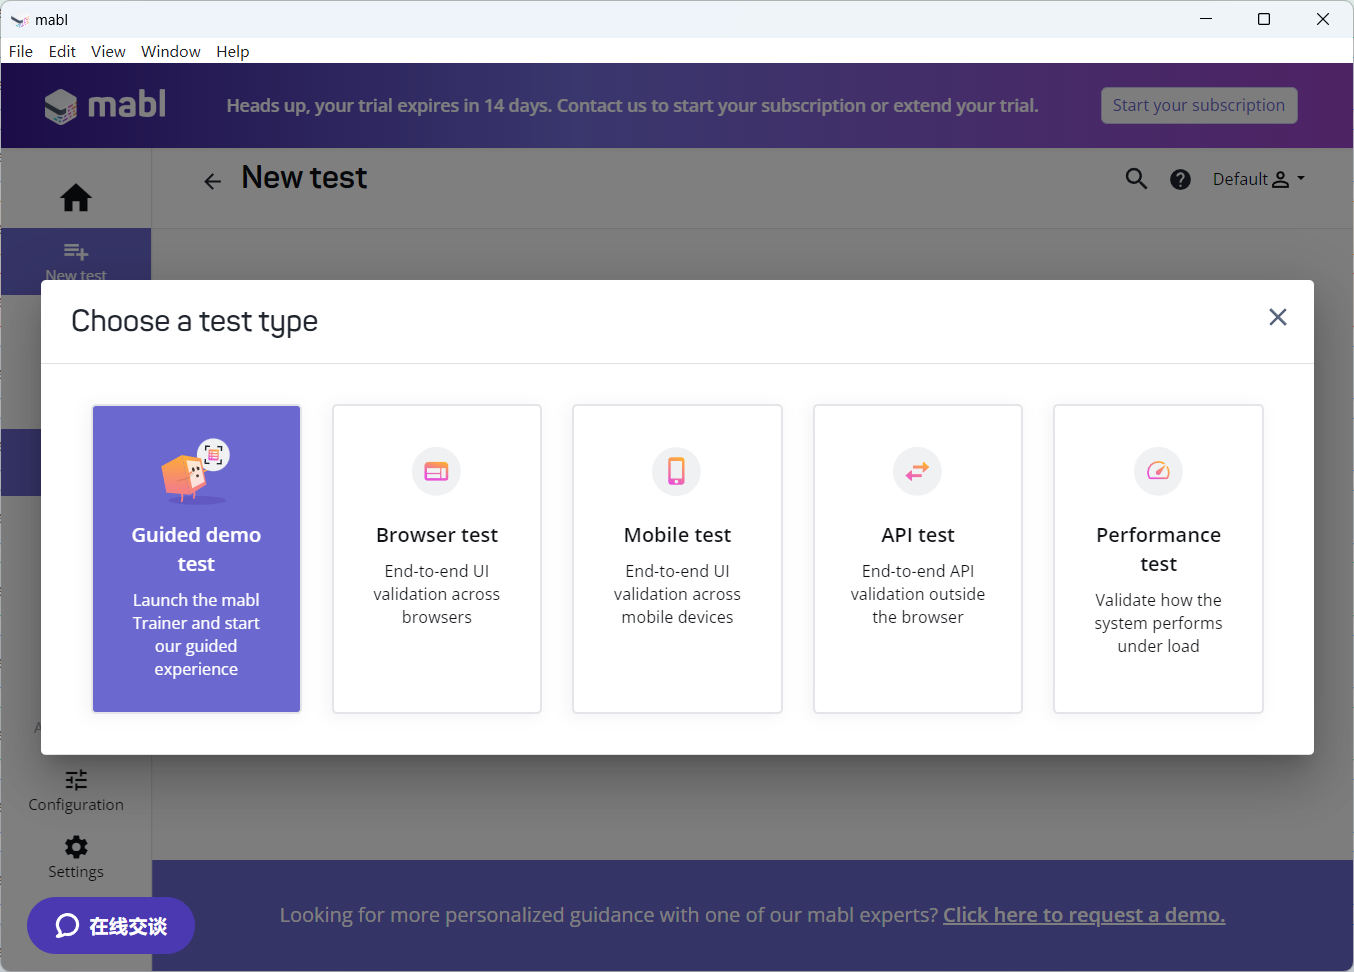 mabl
File Edit View Window Help
mabl
Heads up, your trial expires in 14 days. Contact us to start your subscription or extend your trial.
Start your subscription
New test
Default
New test
Choose a test type
Guided demo
test
Launch the mabl
Trainer and start
our guided
experience
Browser test
End-to-end UI
validation across
browsers
Mobile test
End-to-end UI
validation across
mobile devices
API test
End-to-end API
validation outside
the browser
Performance
test
Validate how the
system performs
under load
Configuration
Settings
在线交谈
Looking for more personalized guidance with one of our mabl experts? Click here to request a demo.